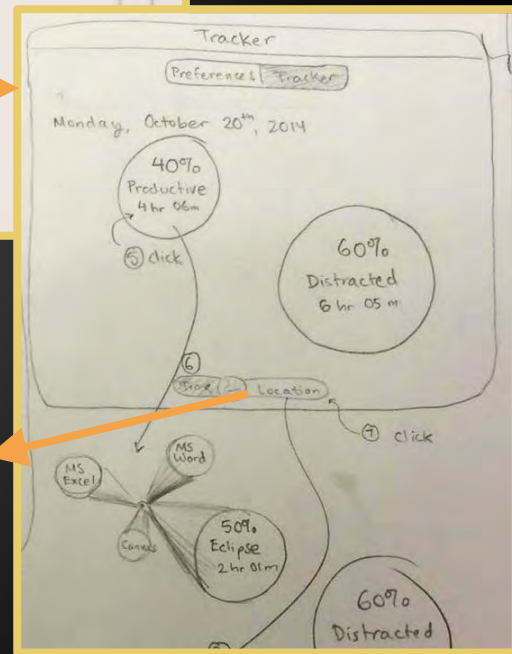 Tracker
Preferences Tracker
Monday, October 20th, 2014
40%
Productive
4 hr 06m
⑤ click
60%
Distracted
6 hr 05 m
⑥
Location
⑦ click
MS
Excel
MS
Word
Canvas
50%
Eclipse
2 hr 01m
60%
Distracted